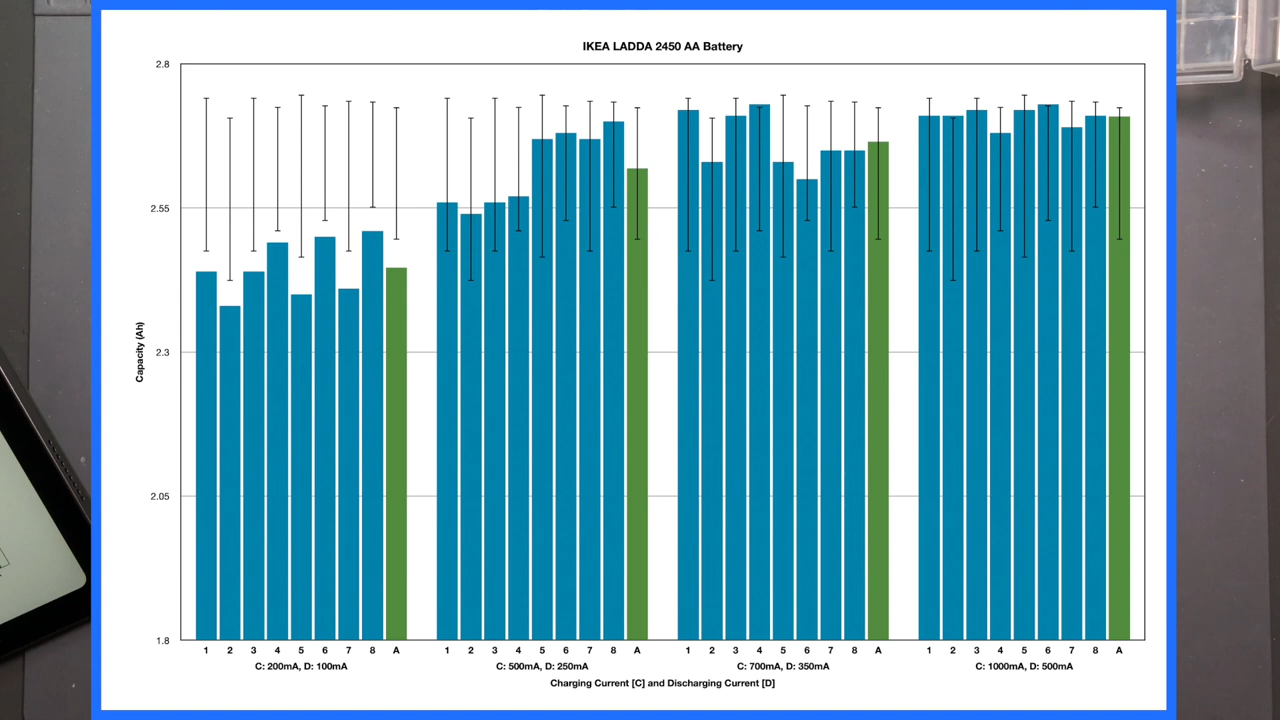 IKEA LADDA 2450 AA Battery
2.8
2.55
2.3
2.05
1.8
Capacity (Ah)
1 2 3 4 5 6 7 8 A 1 2 3 4 5 6 7 8 A 1 2 3 4 5 6 7 8 A 1 2 3 4 5 6 7 8 A
C: 200mA, D: 100mA C: 500mA, D: 250mA C: 700mA, D: 350mA C: 1000mA, D: 500mA
Charging Current [C] and Discharging Current [D]